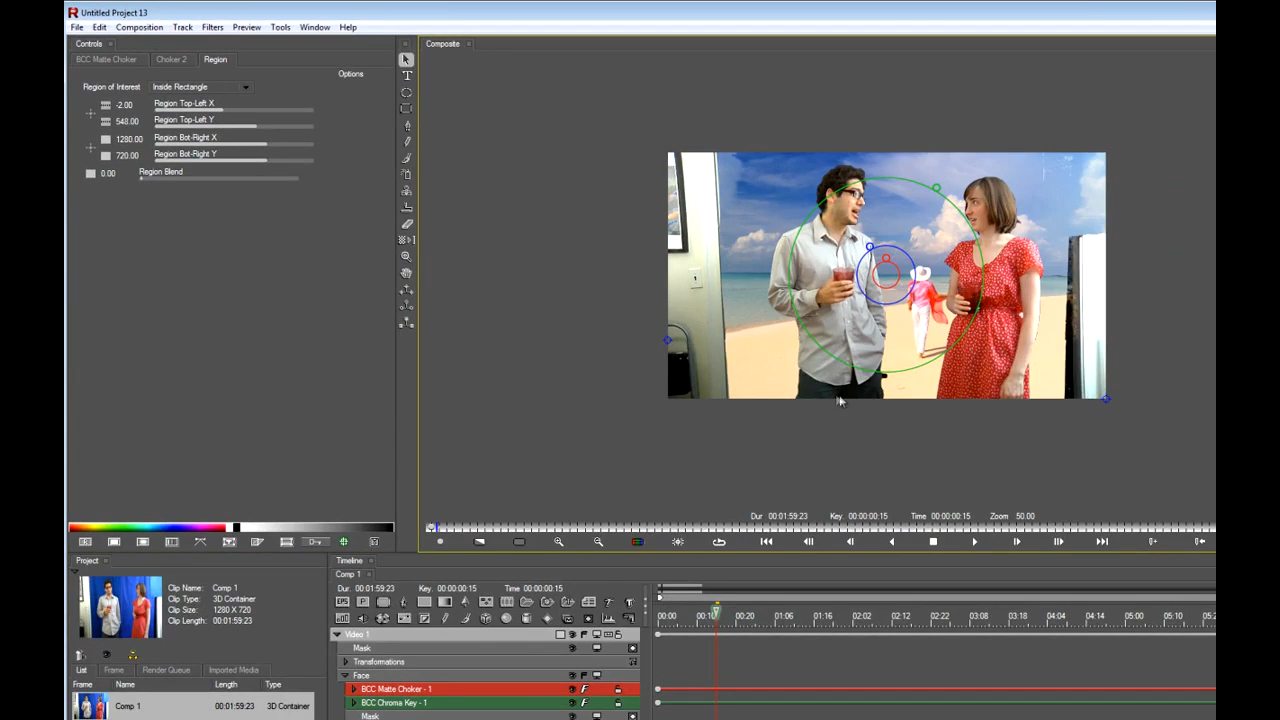 Untitled Project 13
File Edit Composition Track Filters Preview Tools Window Help
Controls
Composite
BCC Matte Choker Choker 2 Region
Options
Region of Interest Inside Rectangle
-2.00 Region Top-Left X
548.00 Region Top-Left Y
1280.00 Region Bot-Right X
720.00 Region Bot-Right Y
0.00 Region Blend
Dur 00:01:59:23 Key 00:00:00:15 Time 00:00:00:15 Zoom 50.00
Project
Clip Name: Comp 1
Clip Type: 3D Container
Clip Size: 1280 X 720
Clip Length: 00:01:59:23
List Frame Render Queue Imported Media
Frame Name Length Type
Comp 1 00:01:59:23 3D Container
Timeline
Comp 1
Dur. 00:01:59:23 Key: 00:00:00:15 Time 00:00:00:15
00:00 00:20 01:06 01:16 02:02 02:12 02:22 03:08 03:18 04:04 04:14
Video 1
Mask
Transformations
Face
BCC Matte Choker - 1
BCC Chroma Key - 1
Mask